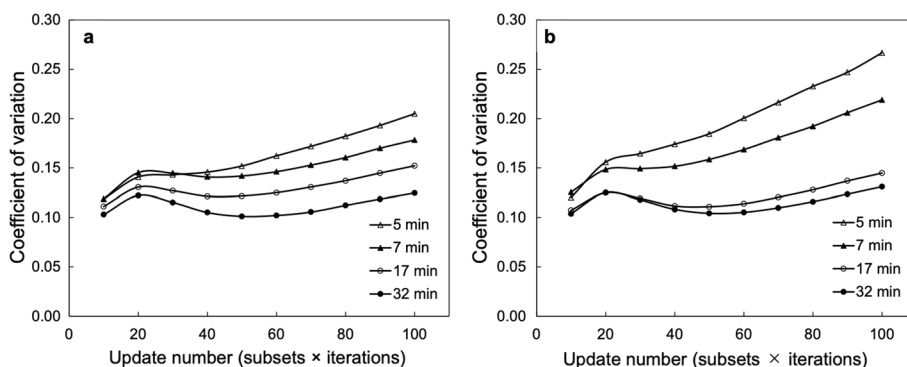 a
0.30
0.25
0.20
0.15
0.10
0.05
0.00
Coefficient of variation
5 min
7 min
17 min
32 min
0 20 40 60 80 100
Update number (subsets × iterations)
b
0.30
0.25
0.20
0.15
0.10
0.05
0.00
Coefficient of variation
5 min
7 min
17 min
32 min
0 20 40 60 80 100
Update number (subsets × iterations)